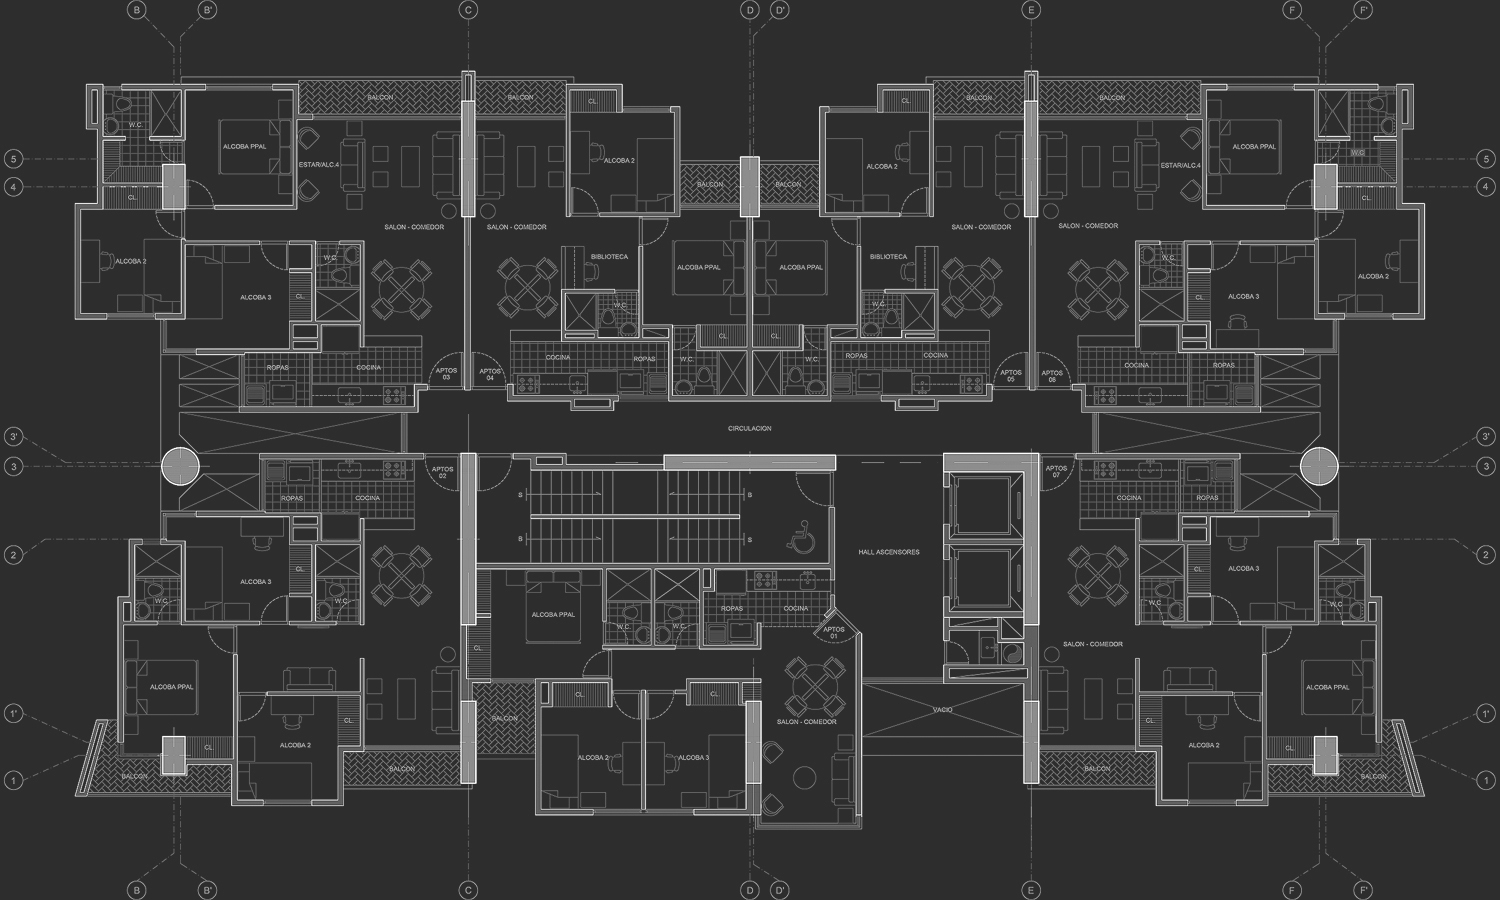 B B' C D D' E F F'
BALCON BALCON BALCON BALCON
CL. CL.
W.C.
ALCOBA PPAL ALCOBA PPAL
W.C.
5 ESTAR/ALC.4 ALCOBA 2 ALCOBA 2 ESTAR/ALC.4 5
4 BALCON BALCON 4
CL. CL.
SALON - COMEDOR SALON - COMEDOR SALON - COMEDOR SALON - COMEDOR
W.C. BIBLIOTECA BIBLIOTECA W.C.
ALCOBA 2 ALCOBA PPAL ALCOBA PPAL ALCOBA 2
ALCOBA 3 CL. CL. ALCOBA 3
W.C. W.C.
CL. CL.
COCINA ROPAS W.C. W.C. ROPAS COCINA
ROPAS COCINA COCINA ROPAS
APTOS
03
APTOS
04
APTOS
05
APTOS
08
CIRCULACION
3' 3'
3 3
APTOS
02
APTOS
07
ROPAS COCINA COCINA ROPAS
S B
S B
2 HALL ASCENSORES 2
CL. CL.
ALCOBA 3 ALCOBA 3
W.C. W.C. W.C. W.C.
ALCOBA PPAL ROPAS COCINA
W.C. W.C.
APTOS
01
CL.
SALON - COMEDOR
ALCOBA PPAL ALCOBA PPAL
CL. CL.
1' VACIO 1'
CL. BALCON SALON - COMEDOR CL.
CL. ALCOBA 2 ALCOBA 2 CL.
ALCOBA 2 ALCOBA 3
BALCON BALCON BALCON BALCON
1 1
B B' C D D' E F F'